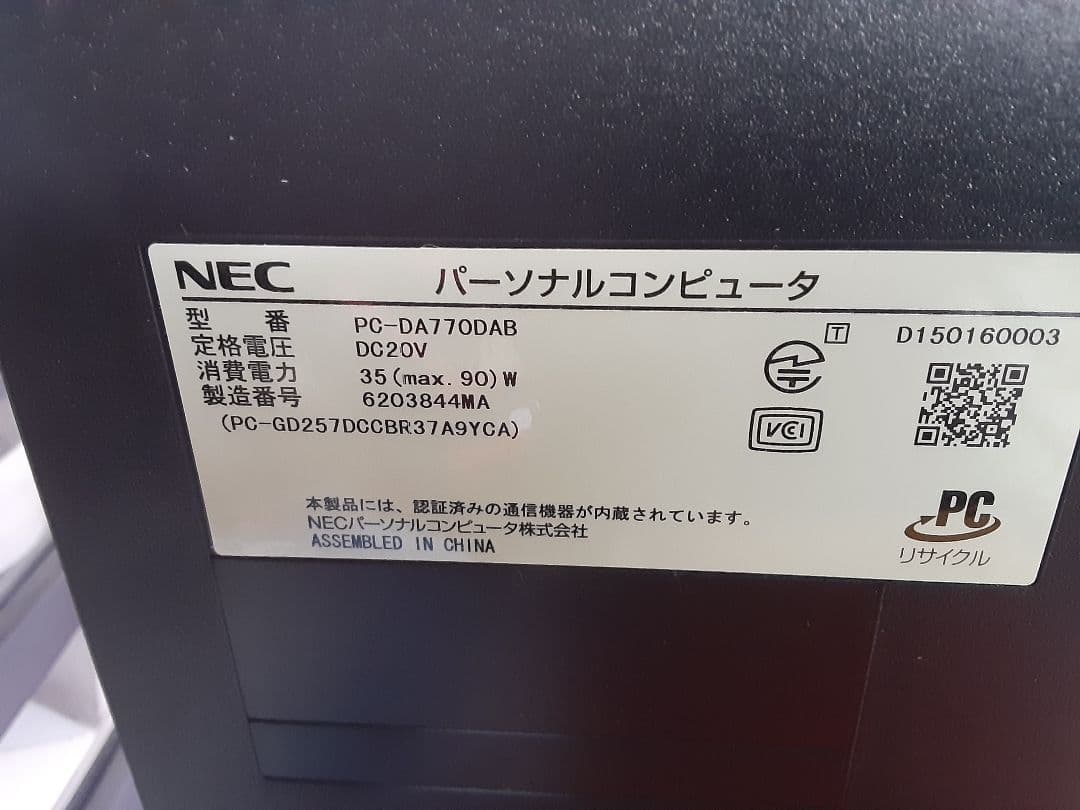 NEC パーソナルコンピュータ
型 番 PC-DA770DAB
定格電圧 DC20V
消費電力 35(max.90)W
製造番号 6203844MA
(PC-GD257DCCBR37A9YCA)
T D150160003
VCI
本製品には、認証済みの通信機器が内蔵されています。
NECパーソナルコンピュータ株式会社
ASSEMBLED IN CHINA
PC
リサイクル